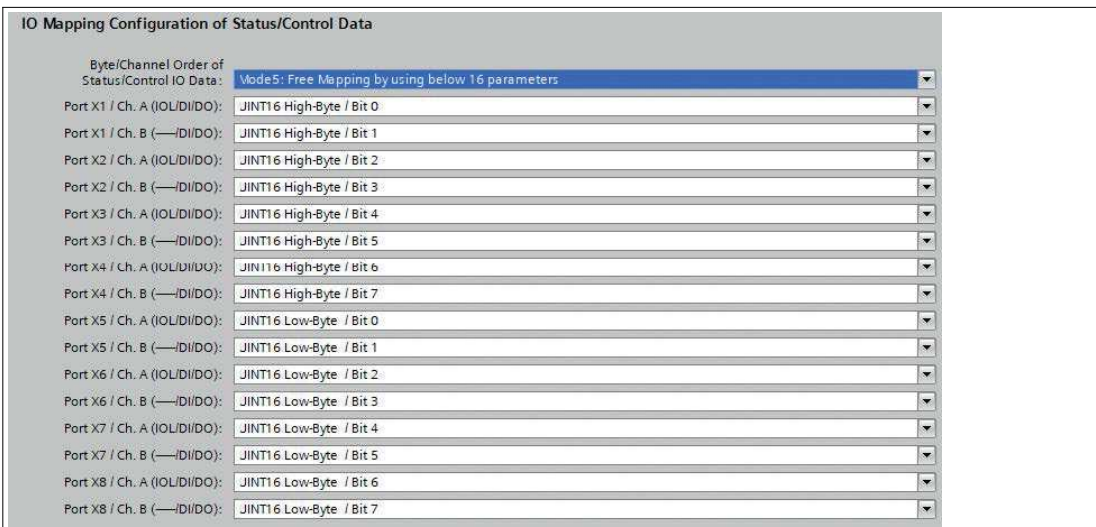 IO Mapping Configuration of Status/Control Data
Byte/Channel Order of
Status/Control IO Data: Mode5: Free Mapping by using below 16 parameters
Port X1 / Ch. A (IOL/DI/DO): UINT16 High-Byte / Bit 0
Port X1 / Ch. B (——/DI/DO): UINT16 High-Byte / Bit 1
Port X2 / Ch. A (IOL/DI/DO): UINT16 High-Byte / Bit 2
Port X2 / Ch. B (——/DI/DO): UINT16 High-Byte / Bit 3
Port X3 / Ch. A (IOL/DI/DO): UINT16 High-Byte / Bit 4
Port X3 / Ch. B (——/DI/DO): UINT16 High-Byte / Bit 5
Port X4 / Ch. A (IOL/DI/DO): UINT16 High-Byte / Bit 6
Port X4 / Ch. B (——/DI/DO): UINT16 High-Byte / Bit 7
Port X5 / Ch. A (IOL/DI/DO): UINT16 Low-Byte / Bit 0
Port X5 / Ch. B (——/DI/DO): UINT16 Low-Byte / Bit 1
Port X6 / Ch. A (IOL/DI/DO): UINT16 Low-Byte / Bit 2
Port X6 / Ch. B (——/DI/DO): UINT16 Low-Byte / Bit 3
Port X7 / Ch. A (IOL/DI/DO): UINT16 Low-Byte / Bit 4
Port X7 / Ch. B (——/DI/DO): UINT16 Low-Byte / Bit 5
Port X8 / Ch. A (IOL/DI/DO): UINT16 Low-Byte / Bit 6
Port X8 / Ch. B (——/DI/DO): UINT16 Low-Byte / Bit 7